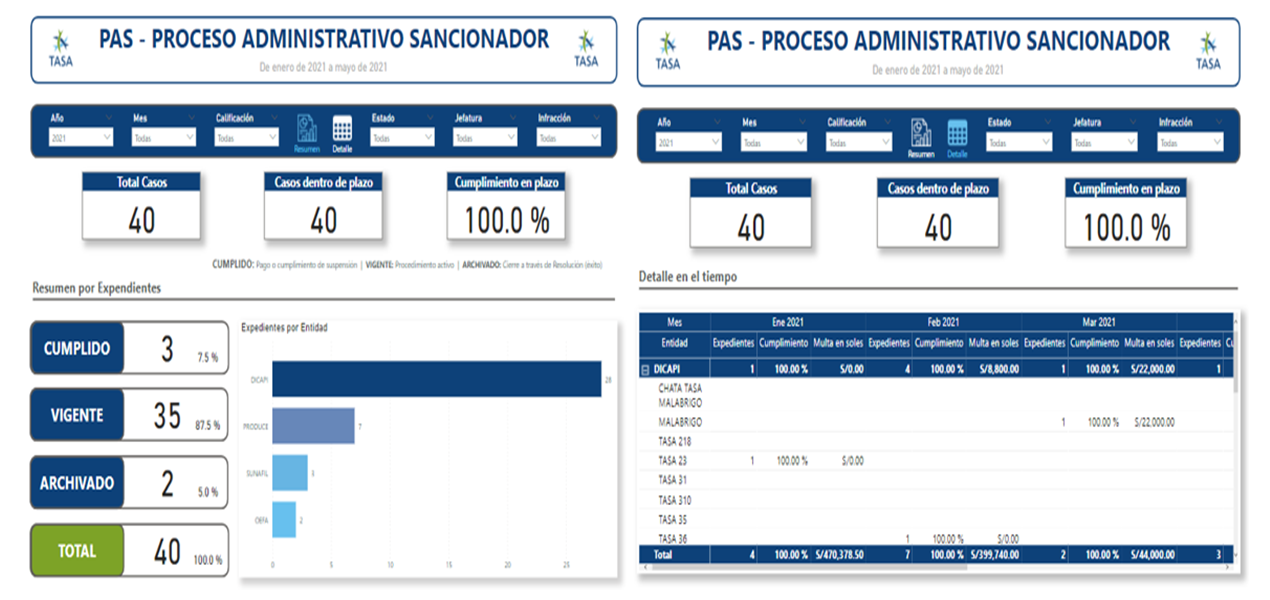 PAS - PROCESO ADMINISTRATIVO SANCIONADOR
De enero de 2021 a mayo de 2021
TASA
TASA
Año Mes Calificación Estado Jefatura Infracción
2021 Todas Todas Resumen Detalle Todas Todas Todas
Total Casos
40
Casos dentro de plazo
40
Cumplimiento en plazo
100.0 %
CUMPLIDO: Pago o cumplimiento de suspensión | VIGENTE: Procedimiento activo | ARCHIVADO: Cierre a través de Resolución (éxito)
Resumen por Expendientes
CUMPLIDO 3 7.5 %
VIGENTE 35 87.5 %
ARCHIVADO 2 5.0 %
TOTAL 40 100.0 %
Expedientes por Entidad
DICAPI 28
PRODUCE 7
SUNAFIL 3
OEFA 2
0 5 10 15 20 25
PAS - PROCESO ADMINISTRATIVO SANCIONADOR
De enero de 2021 a mayo de 2021
TASA
TASA
Año Mes Calificación Estado Jefatura Infracción
2021 Todas Todas Resumen Detalle Todas Todas Todas
Total Casos
40
Casos dentro de plazo
40
Cumplimiento en plazo
100.0 %
Detalle en el tiempo
Mes Ene 2021 Feb 2021 Mar 2021
Entidad Expedientes Cumplimiento Multa en soles Expedientes Cumplimiento Multa en soles Expedientes Cumplimiento Multa en soles Expedientes Cu
DICAPI 1 100.00 % S/0.00 4 100.00 % S/8,800.00 1 100.00 % S/22,000.00 1
CHATA TASA
MALABRIGO
MALABRIGO 1 100.00 % S/22,000.00
TASA 218
TASA 23 1 100.00 % S/0.00
TASA 31
TASA 310
TASA 35
TASA 36 1 100.00 % S/0.00
Total 4 100.00 % S/470,378.50 7 100.00 % S/399,740.00 2 100.00 % S/44,000.00 3